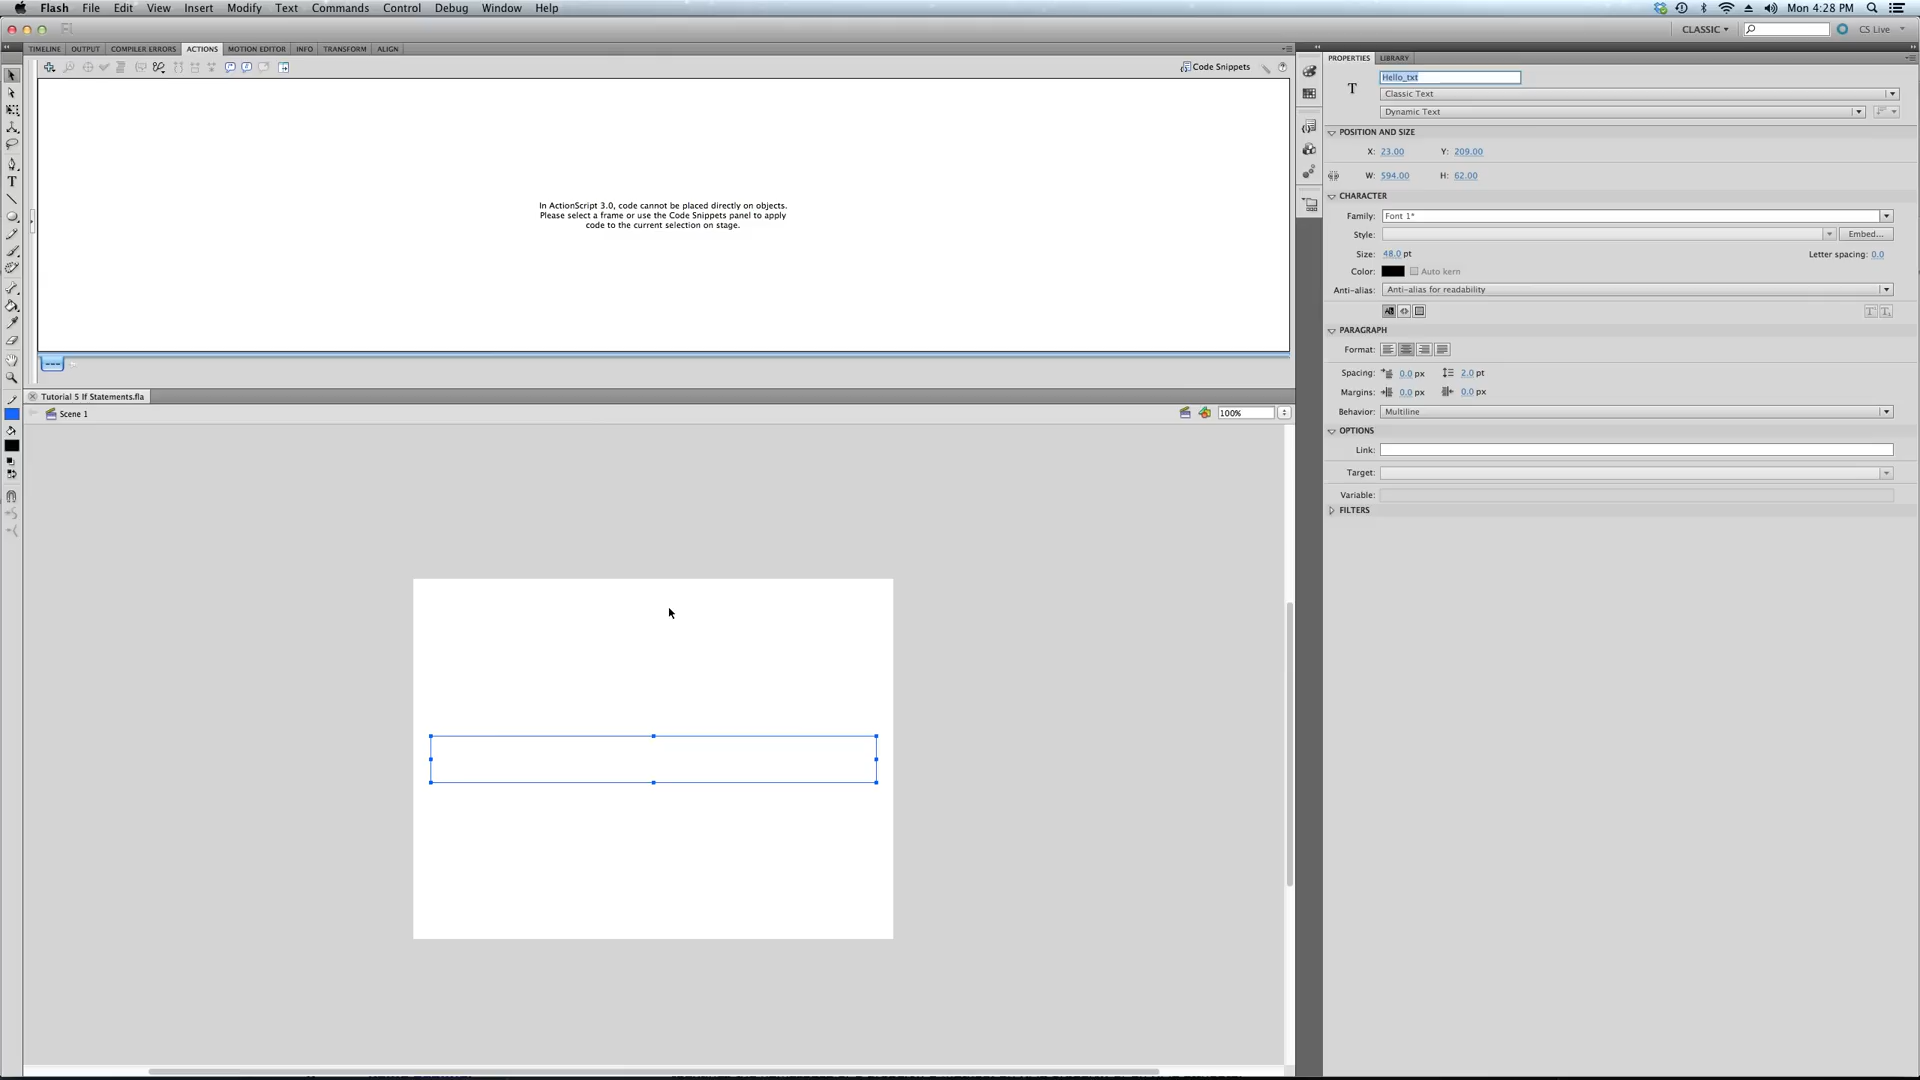 Flash File Edit View Insert Modify Text Commands Control Debug Window Help Mon 4:28 PM
CLASSIC CS Live
TIMELINE OUTPUT COMPILER ERRORS ACTIONS MOTION EDITOR INFO TRANSFORM ALIGN
Code Snippets
In ActionScript 3.0, code cannot be placed directly on objects.
Please select a frame or use the Code Snippets panel to apply
code to the current selection on stage.
Tutorial 5 If Statements.fla
Scene 1
100%
PROPERTIES LIBRARY
T
Hello_txt
Classic Text
Dynamic Text
POSITION AND SIZE
X: 23.00 Y: 209.00
W: 594.00 H: 62.00
CHARACTER
Family: Font 1*
Style: Embed...
Size: 48.0 pt Letter spacing: 0.0
Color: Auto kern
Anti-alias: Anti-alias for readability
PARAGRAPH
Format:
Spacing: 0.0 px 2.0 pt
Margins: 0.0 px 0.0 px
Behavior: Multiline
OPTIONS
Link:
Target:
Variable:
FILTERS